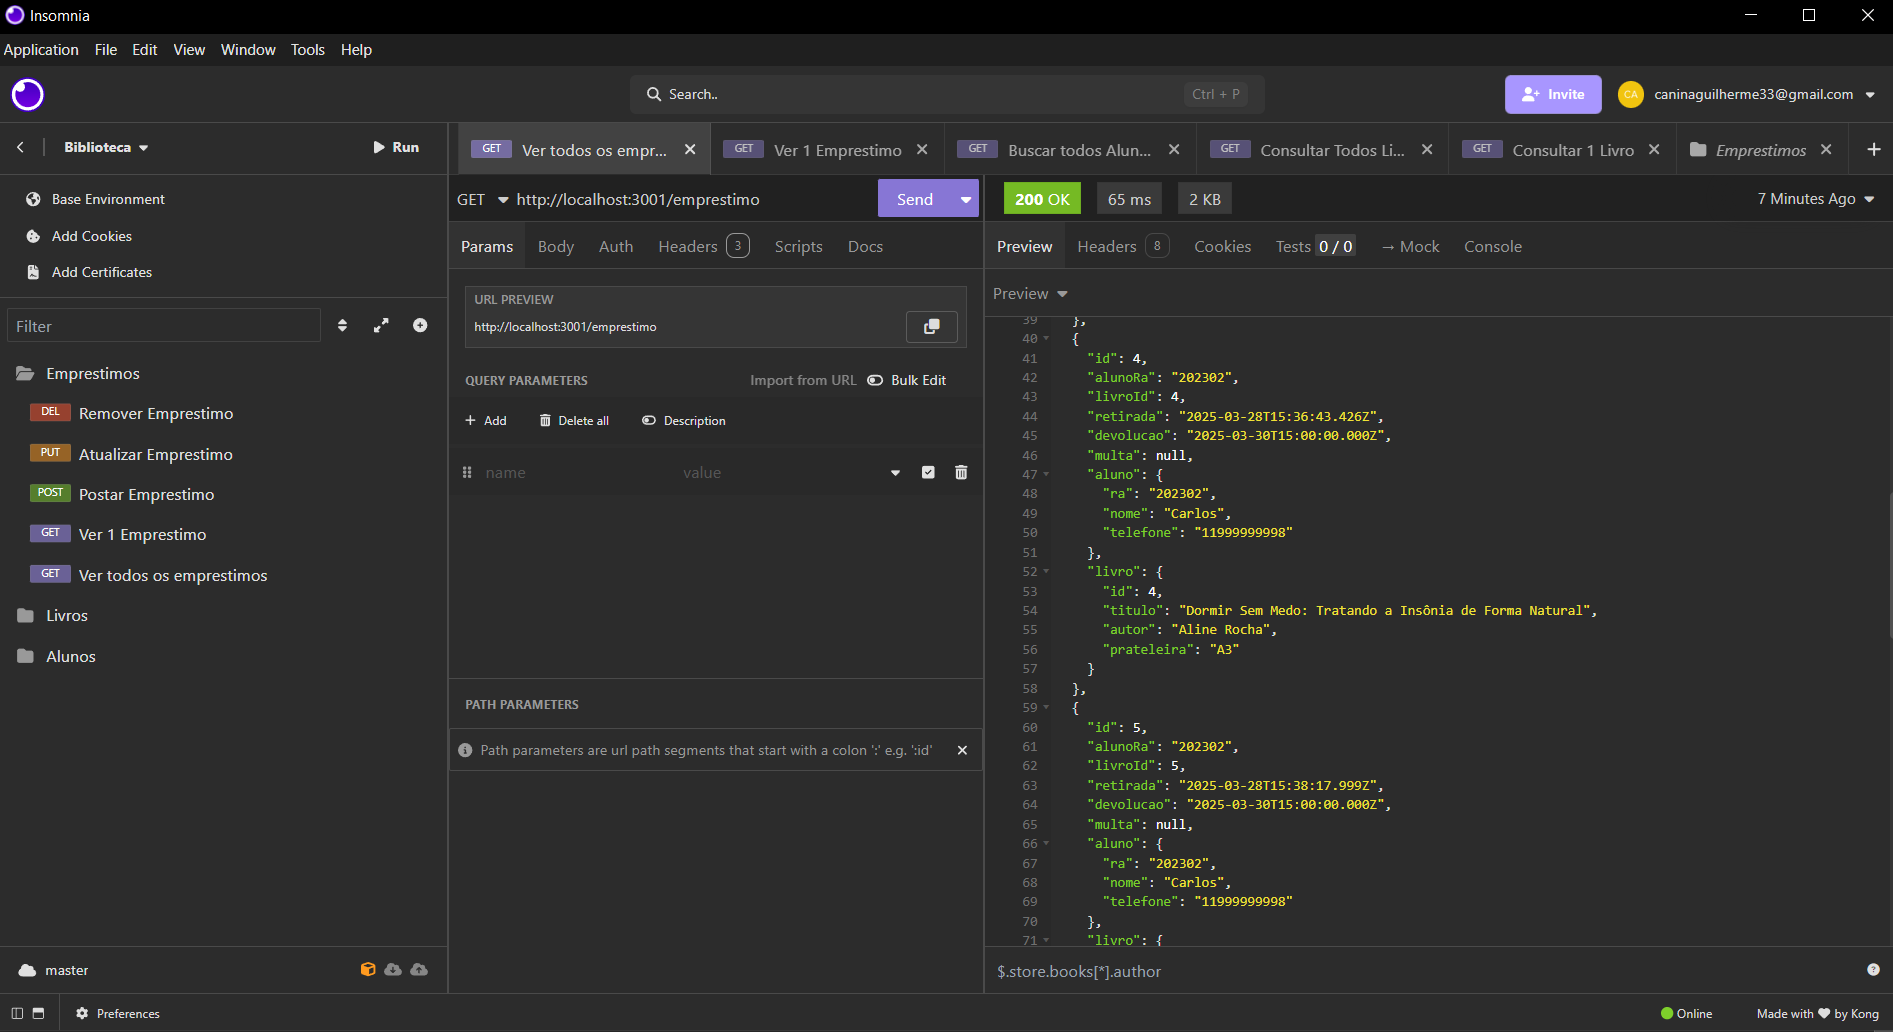 Insomnia
Application File Edit View Window Tools Help
Search.. Ctrl + P
Invite
CA
caninaguilherme33@gmail.com
Biblioteca
Run
GET Ver todos os empr...
GET Ver 1 Emprestimo
GET Buscar todos Alun...
GET Consultar Todos Li...
GET Consultar 1 Livro
Emprestimos
Base Environment
Add Cookies
Add Certificates
Filter
Emprestimos
DEL Remover Emprestimo
PUT Atualizar Emprestimo
POST Postar Emprestimo
GET Ver 1 Emprestimo
GET Ver todos os emprestimos
Livros
Alunos
master
GET http://localhost:3001/emprestimo Send
Params Body Auth Headers 3 Scripts Docs
URL PREVIEW
http://localhost:3001/emprestimo
QUERY PARAMETERS Import from URL Bulk Edit
+ Add Delete all Description
name value
PATH PARAMETERS
Path parameters are url path segments that start with a colon ':' e.g. ':id'
200 OK 65 ms 2 KB 7 Minutes Ago
Preview Headers 8 Cookies Tests 0 / 0 → Mock Console
Preview
39 },
40 {
41 "id": 4,
42 "alunoRa": "202302",
43 "livroId": 4,
44 "retirada": "2025-03-28T15:36:43.426Z",
45 "devolucao": "2025-03-30T15:00:00.000Z",
46 "multa": null,
47 "aluno": {
48 "ra": "202302",
49 "nome": "Carlos",
50 "telefone": "11999999998"
51 },
52 "livro": {
53 "id": 4,
54 "titulo": "Dormir Sem Medo: Tratando a Insônia de Forma Natural",
55 "autor": "Aline Rocha",
56 "prateleira": "A3"
57 }
58 },
59 {
60 "id": 5,
61 "alunoRa": "202302",
62 "livroId": 5,
63 "retirada": "2025-03-28T15:38:17.999Z",
64 "devolucao": "2025-03-30T15:00:00.000Z",
65 "multa": null,
66 "aluno": {
67 "ra": "202302",
68 "nome": "Carlos",
69 "telefone": "11999999998"
70 },
71 "livro": {
$.store.books[*].author
Preferences
Online
Made with ♥ by Kong